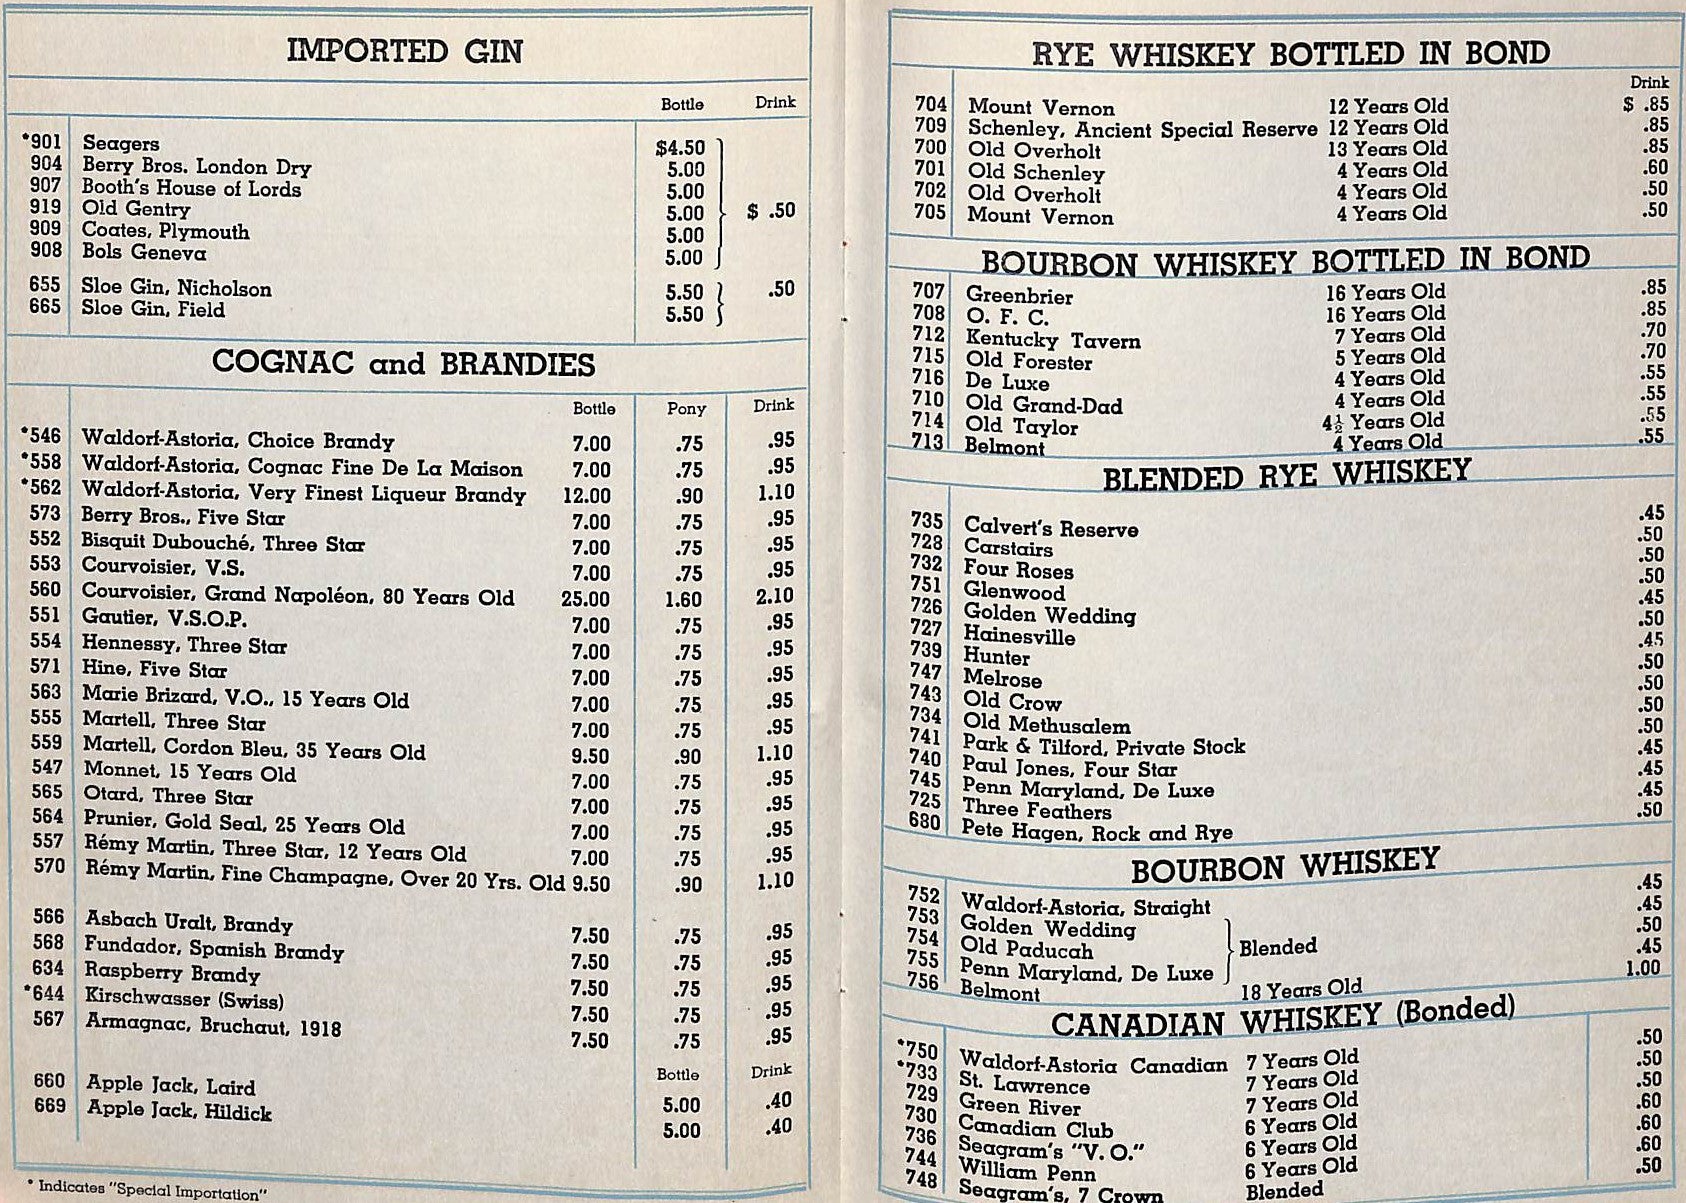 IMPORTED GIN
Bottle Drink
*901 Seagers $4.50
904 Berry Bros. London Dry 5.00
907 Booth's House of Lords 5.00
919 Old Gentry 5.00 $ .50
909 Coates, Plymouth 5.00
908 Bols Geneva 5.00
655 Sloe Gin, Nicholson 5.50 .50
665 Sloe Gin, Field 5.50
COGNAC and BRANDIES
Bottle Pony Drink
*546 Waldorf-Astoria, Choice Brandy 7.00 .75 .95
*558 Waldorf-Astoria, Cognac Fine De La Maison 7.00 .75 .95
*562 Waldorf-Astoria, Very Finest Liqueur Brandy 12.00 .90 1.10
573 Berry Bros., Five Star 7.00 .75 .95
552 Bisquit Dubouché, Three Star 7.00 .75 .95
553 Courvoisier, V.S. 7.00 .75 .95
560 Courvoisier, Grand Napoléon, 80 Years Old 25.00 1.60 2.10
551 Gautier, V.S.O.P. 7.00 .75 .95
554 Hennessy, Three Star 7.00 .75 .95
571 Hine, Five Star 7.00 .75 .95
563 Marie Brizard, V.O., 15 Years Old 7.00 .75 .95
555 Martell, Three Star 7.00 .75 .95
559 Martell, Cordon Bleu, 35 Years Old 9.50 .90 1.10
547 Monnet, 15 Years Old 7.00 .75 .95
565 Otard, Three Star 7.00 .75 .95
564 Prunier, Gold Seal, 25 Years Old 7.00 .75 .95
557 Rémy Martin, Three Star, 12 Years Old 7.00 .75 .95
570 Rémy Martin, Fine Champagne, Over 20 Yrs. Old 9.50 .90 1.10
566 Asbach Uralt, Brandy 7.50 .75 .95
568 Fundador, Spanish Brandy 7.50 .75 .95
634 Raspberry Brandy 7.50 .75 .95
*644 Kirschwasser (Swiss) 7.50 .75 .95
567 Armagnac, Bruchaut, 1918 7.50 .75 .95
Bottle Drink
660 Apple Jack, Laird 5.00 .40
669 Apple Jack, Hildick 5.00 .40
* Indicates "Special Importation"
RYE WHISKEY BOTTLED IN BOND
Drink
704 Mount Vernon 12 Years Old $ .85
709 Schenley, Ancient Special Reserve 12 Years Old .85
700 Old Overholt 13 Years Old .85
701 Old Schenley 4 Years Old .60
702 Old Overholt 4 Years Old .50
705 Mount Vernon 4 Years Old .50
BOURBON WHISKEY BOTTLED IN BOND
707 Greenbrier 16 Years Old .85
708 O. F. C. 16 Years Old .85
712 Kentucky Tavern 7 Years Old .70
715 Old Forester 5 Years Old .70
716 De Luxe 4 Years Old .55
710 Old Grand-Dad 4 Years Old .55
714 Old Taylor 4½ Years Old .55
713 Belmont 4 Years Old .55
BLENDED RYE WHISKEY
735 Calvert's Reserve .45
728 Carstairs .50
732 Four Roses .50
751 Glenwood .50
726 Golden Wedding .45
727 Hainesville .50
739 Hunter .45
747 Melrose .50
743 Old Crow .50
734 Old Methusalem .50
741 Park & Tilford, Private Stock .50
740 Paul Jones, Four Star .45
745 Penn Maryland, De Luxe .45
725 Three Feathers .45
680 Pete Hagen, Rock and Rye .50
BOURBON WHISKEY
752 Waldorf-Astoria, Straight .45
753 Golden Wedding .45
754 Old Paducah Blended .50
755 Penn Maryland, De Luxe .45
756 Belmont 18 Years Old 1.00
CANADIAN WHISKEY (Bonded)
*750 Waldorf-Astoria Canadian 7 Years Old .50
*733 St. Lawrence 7 Years Old .50
729 Green River 7 Years Old .50
730 Canadian Club 6 Years Old .60
736 Seagram's "V. O." 6 Years Old .60
744 William Penn 6 Years Old .60
748 Seagram's, 7 Crown Blended .50